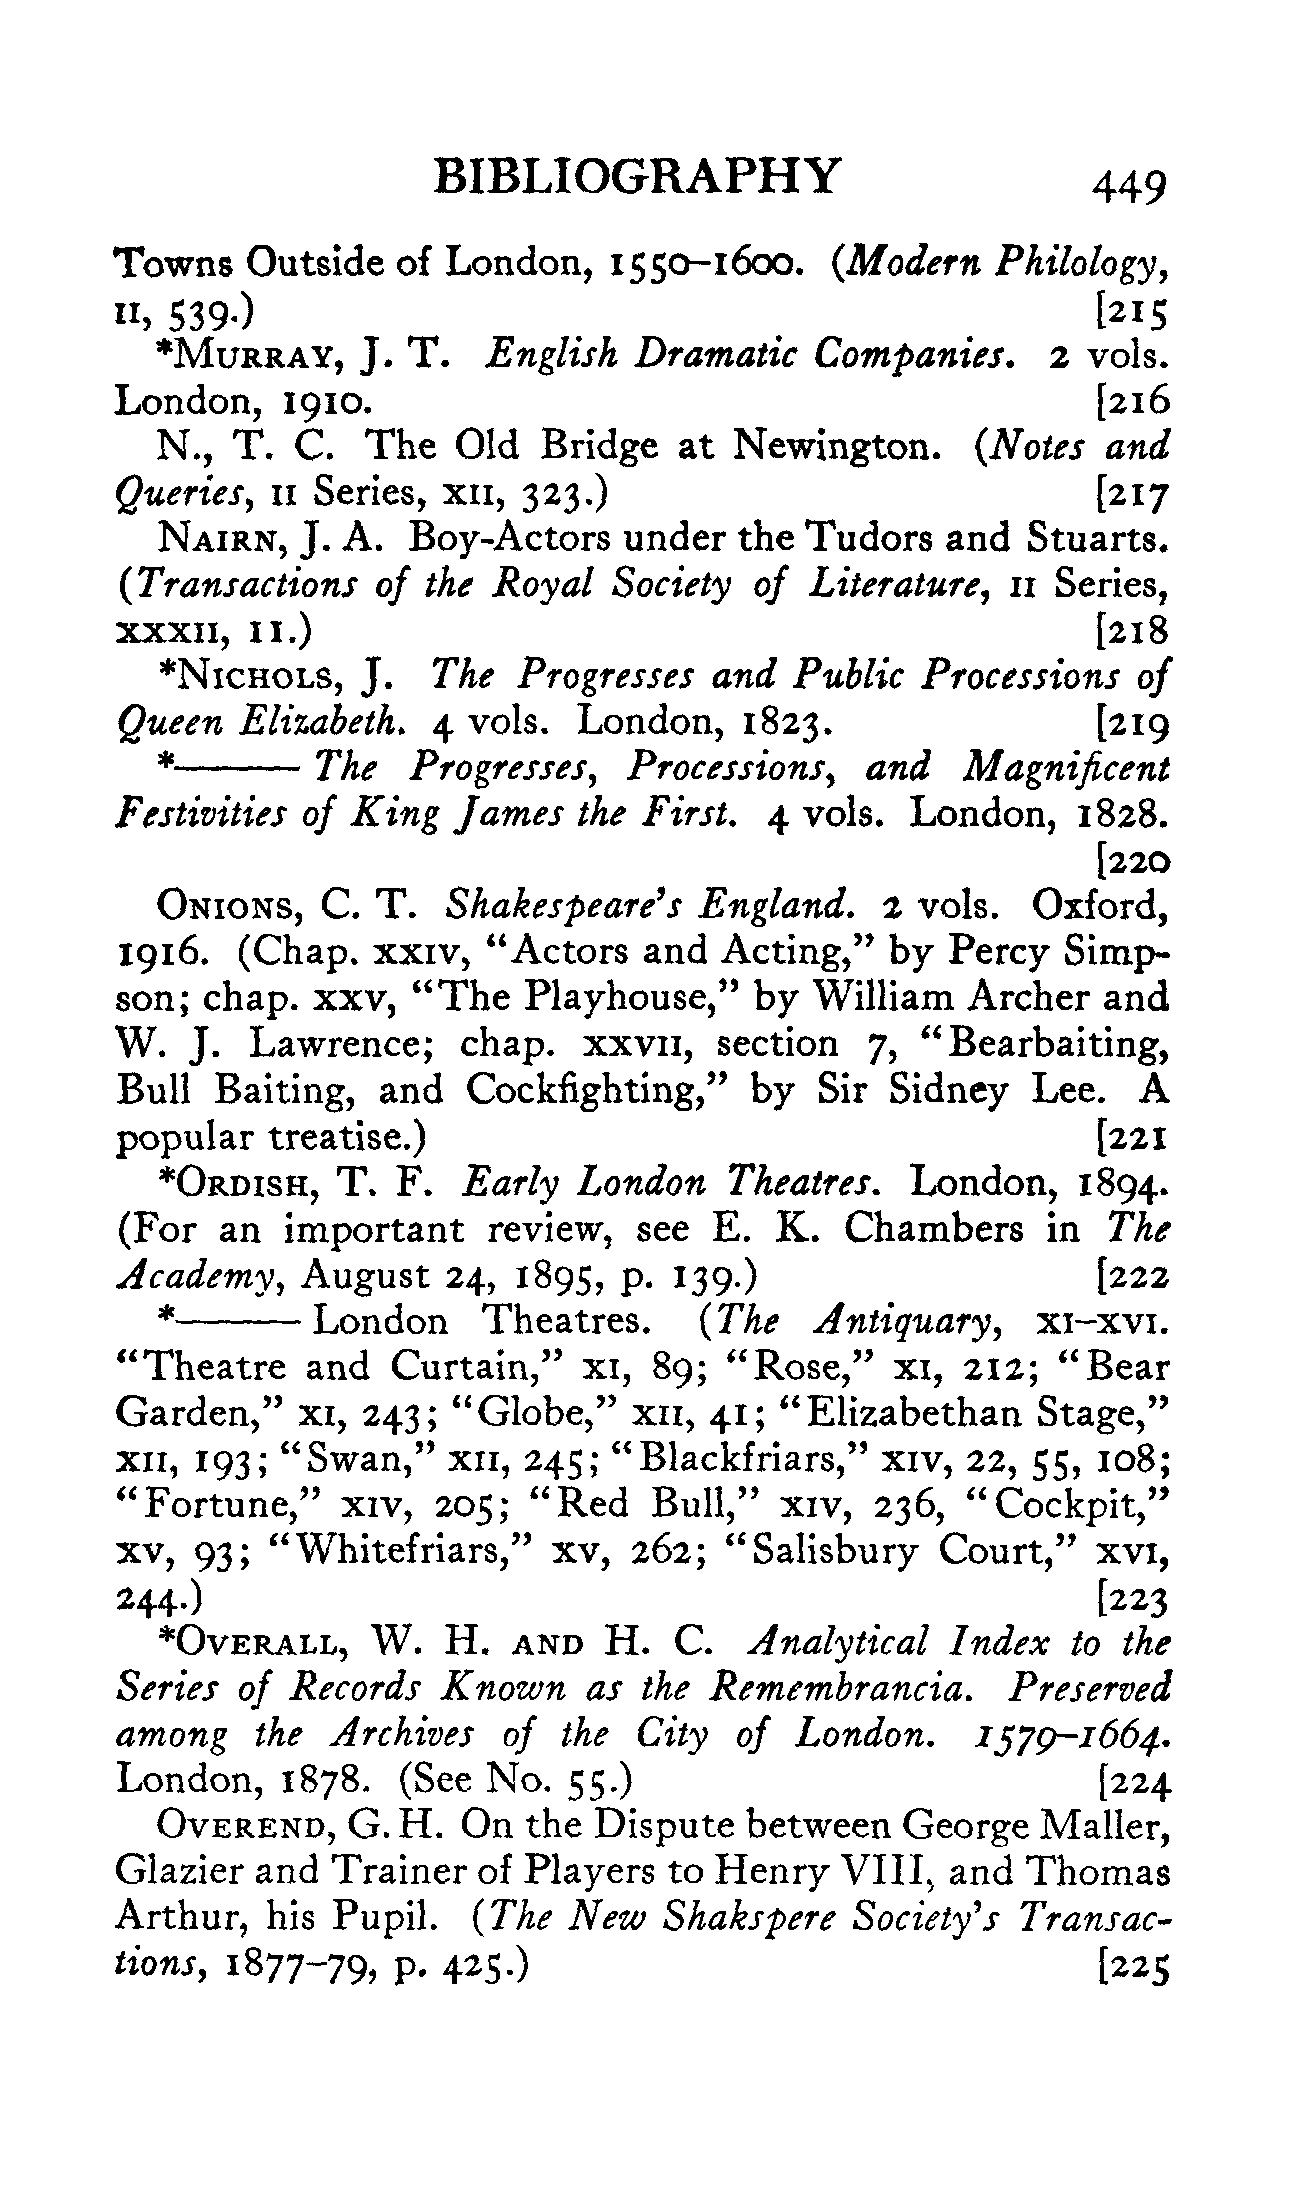 BIBLIOGRAPHY 449
Towns Outside of London, 1550–1600. (Modern Philology,
II, 539.) [215
*MURRAY, J. T. English Dramatic Companies. 2 vols.
London, 1910. [216
N., T. C. The Old Bridge at Newington. (Notes and
Queries, II Series, XII, 323.) [217
NAIRN, J. A. Boy-Actors under the Tudors and Stuarts.
(Transactions of the Royal Society of Literature, II Series,
XXXII, 11.) [218
*NICHOLS, J. The Progresses and Public Processions of
Queen Elizabeth. 4 vols. London, 1823. [219
*——— The Progresses, Processions, and Magnificent
Festivities of King James the First. 4 vols. London, 1828.
[220
ONIONS, C. T. Shakespeare's England. 2 vols. Oxford,
1916. (Chap. XXIV, "Actors and Acting," by Percy Simp-
son; chap. XXV, "The Playhouse," by William Archer and
W. J. Lawrence; chap. XXVII, section 7, "Bearbaiting,
Bull Baiting, and Cockfighting," by Sir Sidney Lee. A
popular treatise.) [221
*ORDISH, T. F. Early London Theatres. London, 1894.
(For an important review, see E. K. Chambers in The
Academy, August 24, 1895, p. 139.) [222
*——— London Theatres. (The Antiquary, XI–XVI.
"Theatre and Curtain," XI, 89; "Rose," XI, 212; "Bear
Garden," XI, 243; "Globe," XII, 41; "Elizabethan Stage,"
XII, 193; "Swan," XII, 245; "Blackfriars," XIV, 22, 55, 108;
"Fortune," XIV, 205; "Red Bull," XIV, 236, "Cockpit,"
XV, 93; "Whitefriars," XV, 262; "Salisbury Court," XVI,
244.) [223
*OVERALL, W. H. AND H. C. Analytical Index to the
Series of Records Known as the Remembrancia. Preserved
among the Archives of the City of London. 1579–1664.
London, 1878. (See No. 55.) [224
OVEREND, G. H. On the Dispute between George Maller,
Glazier and Trainer of Players to Henry VIII, and Thomas
Arthur, his Pupil. (The New Shakspere Society's Transac-
tions, 1877–79, p. 425.) [225